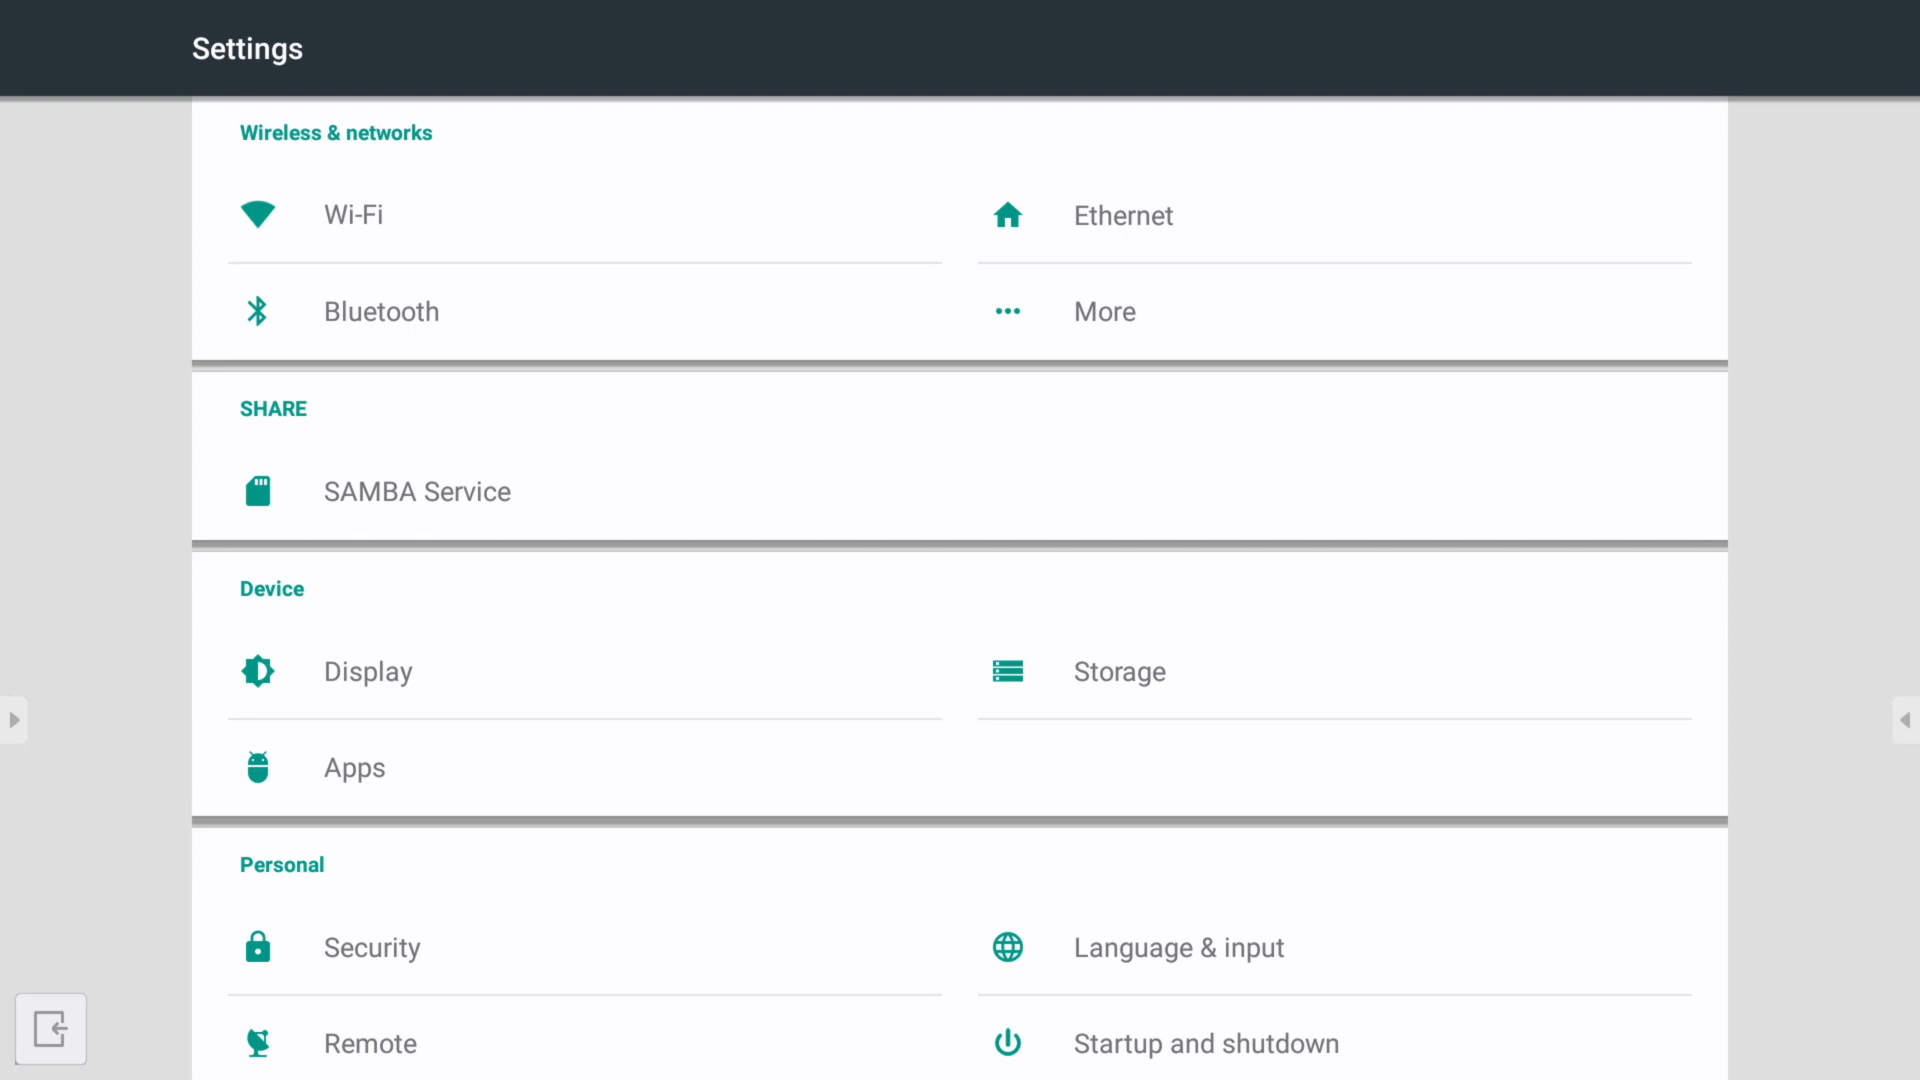 Settings
Wireless & networks
Wi-Fi
Ethernet
Bluetooth
More
SHARE
SAMBA Service
Device
Display
Storage
Apps
Personal
Security
Language & input
Remote
Startup and shutdown